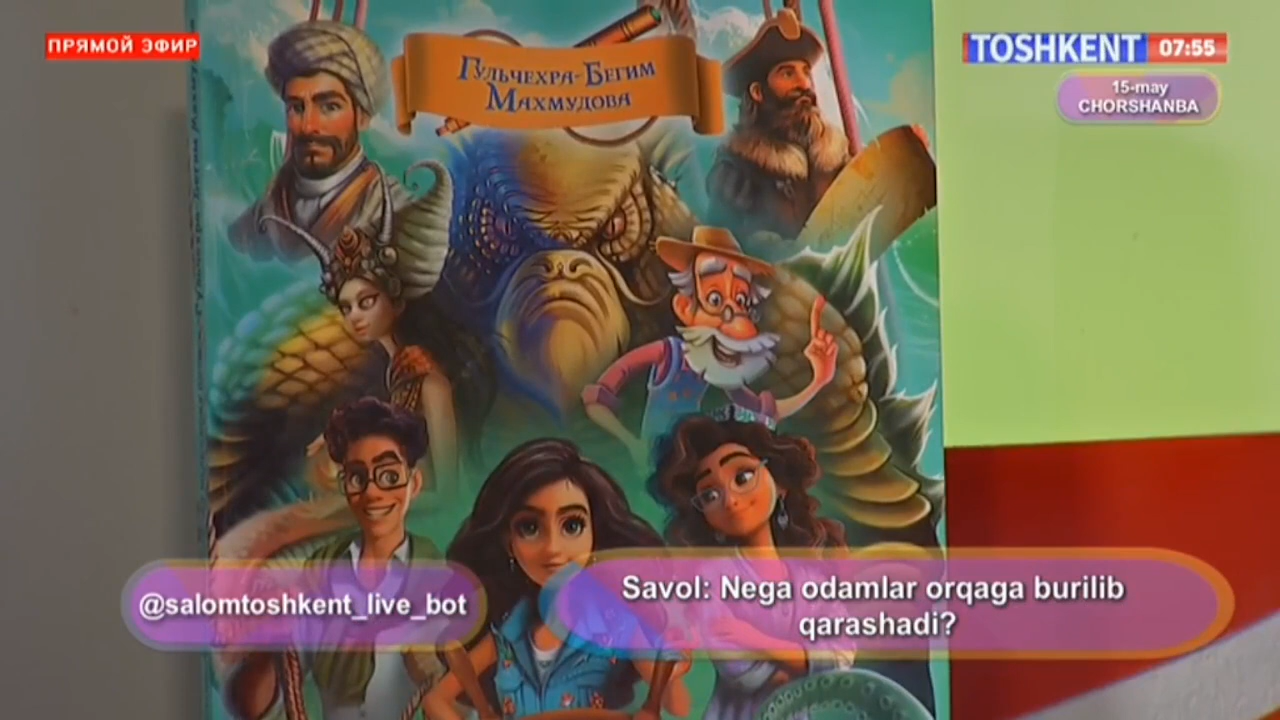 ПРЯМОЙ ЭФИР
TOSHKENT 07:55
15-may
CHORSHANBA
Гульчехра-Бегим
Махмудова
@salomtoshkent_live_bot
Savol: Nega odamlar orqaga burilib
qarashadi?